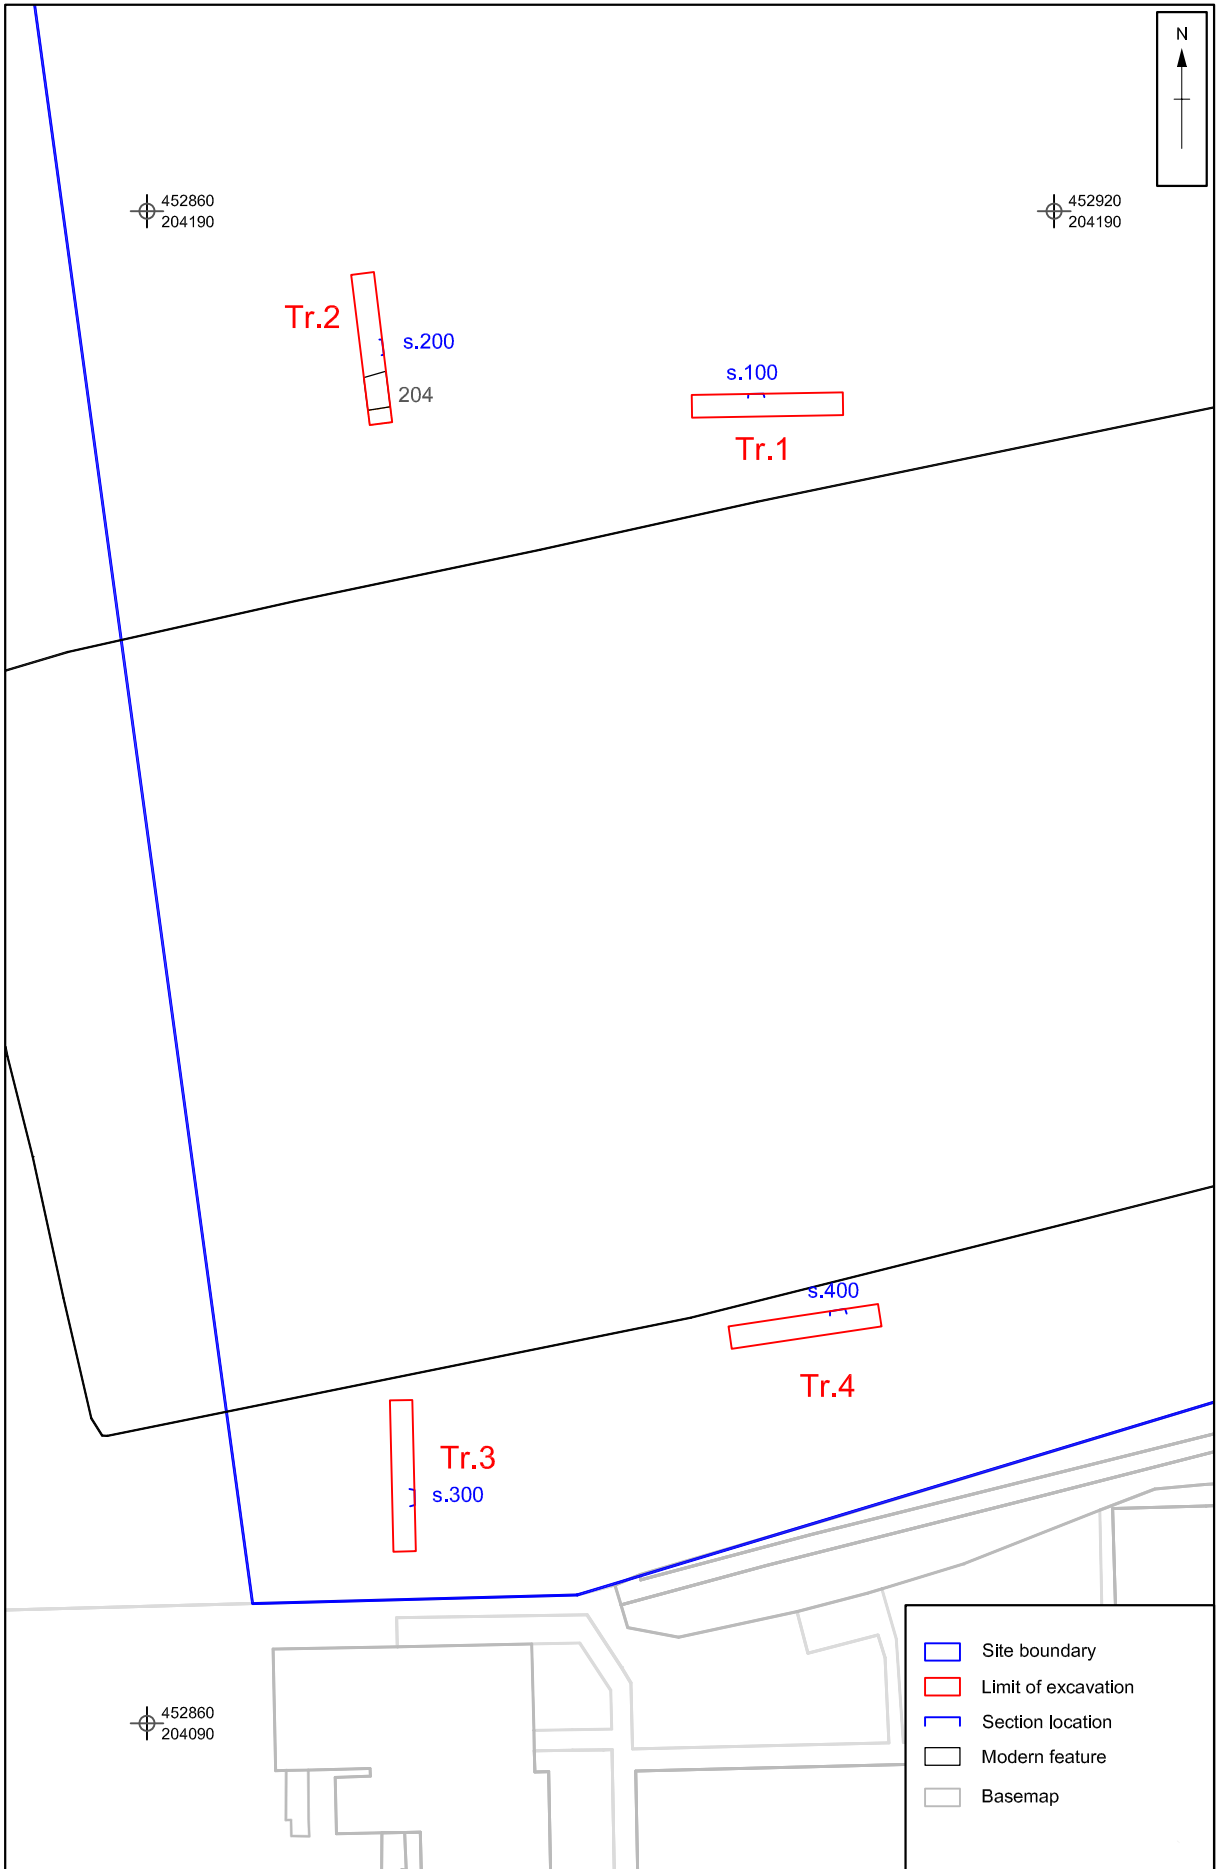 N
452860
204190
452920
204190
Tr.2
s.200
204
s.100
Tr.1
s.400
Tr.4
Tr.3
s.300
452860
204090
Site boundary
Limit of excavation
Section location
Modern feature
Basemap